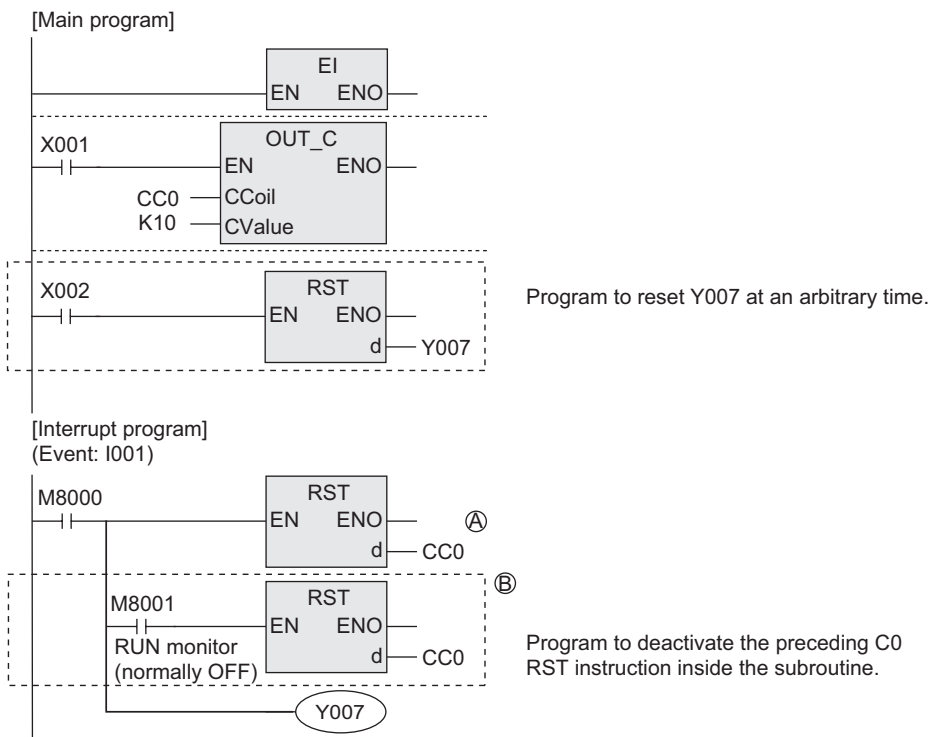 [Main program]
EI
EN ENO
X001
OUT_C
EN ENO
CC0 CCoil
K10 CValue
X002
RST
EN ENO
d Y007
Program to reset Y007 at an arbitrary time.
[Interrupt program]
(Event: I001)
M8000
RST
EN ENO
d CC0
Ⓐ
Ⓑ
M8001
RUN monitor
(normally OFF)
RST
EN ENO
d CC0
Program to deactivate the preceding C0
RST instruction inside the subroutine.
Y007